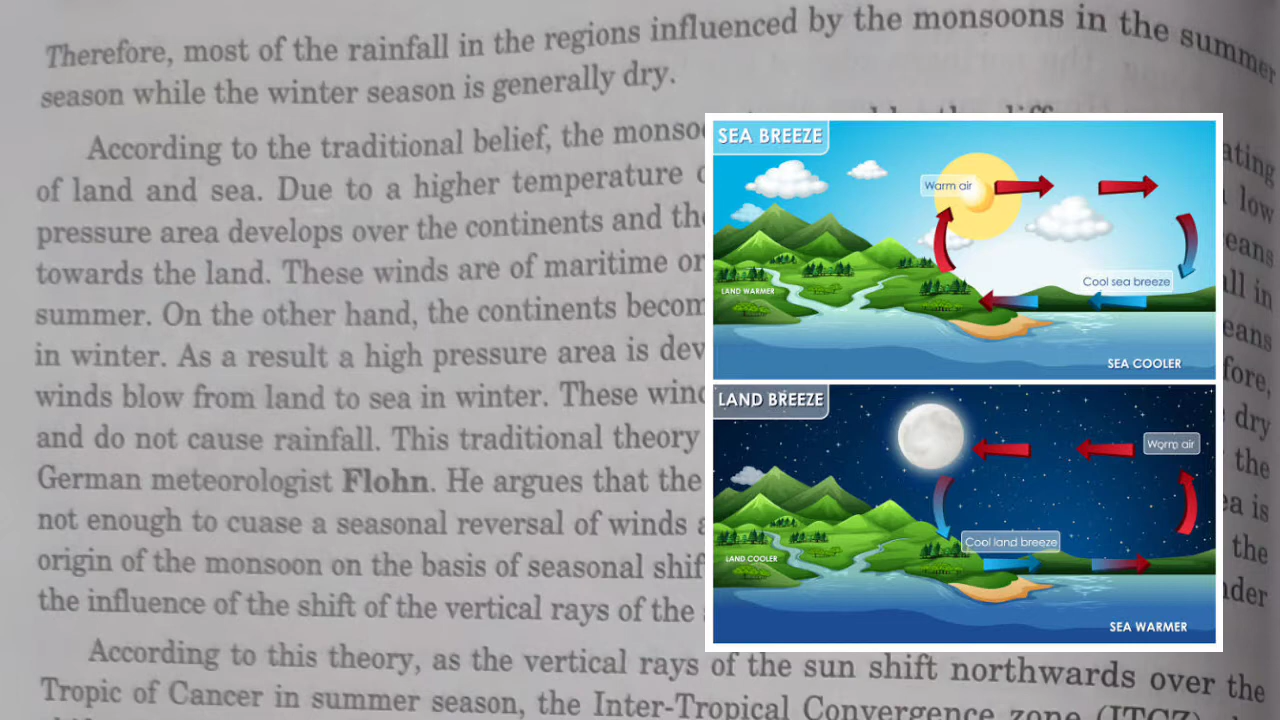 Therefore, most of the rainfall in the regions influenced by the monsoons in the summer
season while the winter season is generally dry.
According to the traditional belief, the
of land and sea. Due to a higher temperature
low
pressure area develops over the continents and
towards the land. These winds are of maritime
in
summer. On the other hand, the continents
in winter. As a result a high pressure area is
winds blow from land to sea in winter. These
dry
and do not cause rainfall. This traditional theory
the
German meteorologist Flohn. He argues that the
is
not enough to cuase a seasonal reversal of winds
the
origin of the monsoon on the basis of seasonal
the influence of the shift of the vertical rays of the
According to this theory, as the vertical rays of the sun shift northwards over the
Tropic of Cancer in summer season, the Inter-Tropical Convergence zone (ITCZ)
SEA BREEZE
Warm air
Cool sea breeze
LAND WARMER
SEA COOLER
LAND BREEZE
Warm air
Cool land breeze
LAND COOLER
SEA WARMER